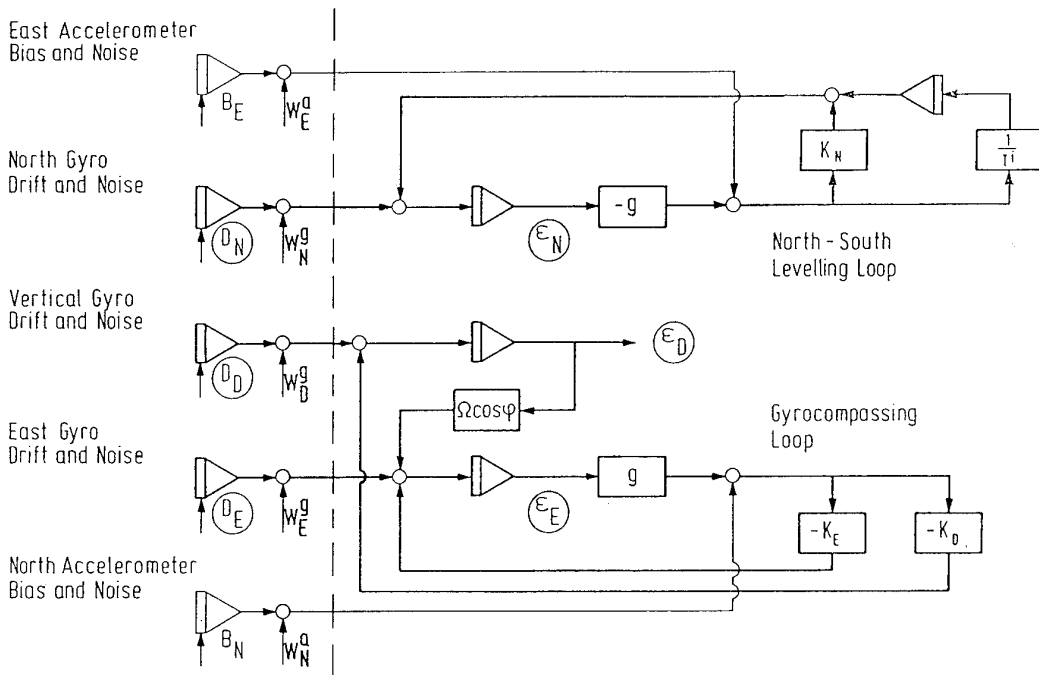 East Accelerometer
Bias and Noise
B_E
W_E^a
K_N
1/T^i
North Gyro
Drift and Noise
D_N
W_N^g
ε_N
-g
North-South
Levelling Loop
Vertical Gyro
Drift and Noise
D_D
W_D^g
ε_D
Ωcosφ
Gyrocompassing
Loop
East Gyro
Drift and Noise
D_E
W_E^g
ε_E
g
-K_E
-K_D
North Accelerometer
Bias and Noise
B_N
W_N^a